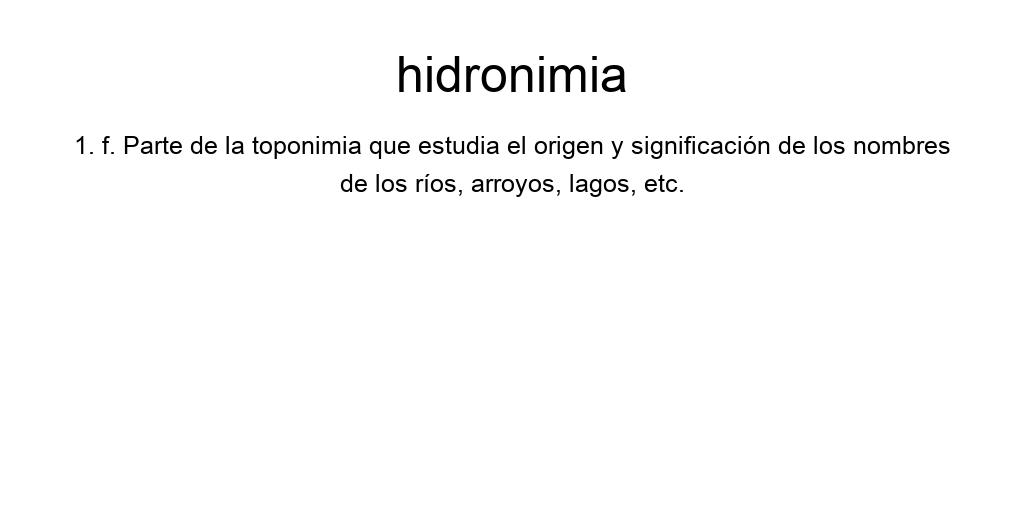 hidronimia
1. f. Parte de la toponimia que estudia el origen y significación de los nombres
de los ríos, arroyos, lagos, etc.